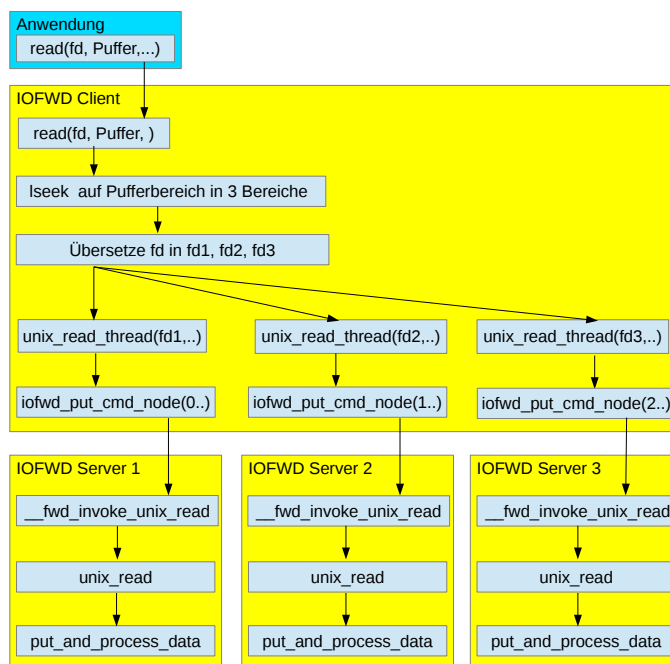 Anwendung
read(fd, Puffer,...)
IOFWD Client
read(fd, Puffer, )
lseek auf Pufferbereich in 3 Bereiche
Übersetze fd in fd1, fd2, fd3
unix_read_thread(fd1,..)
unix_read_thread(fd2,..)
unix_read_thread(fd3,..)
iofwd_put_cmd_node(0..)
iofwd_put_cmd_node(1..)
iofwd_put_cmd_node(2..)
IOFWD Server 1
IOFWD Server 2
IOFWD Server 3
__fwd_invoke_unix_read
__fwd_invoke_unix_read
__fwd_invoke_unix_read
unix_read
unix_read
unix_read
put_and_process_data
put_and_process_data
put_and_process_data